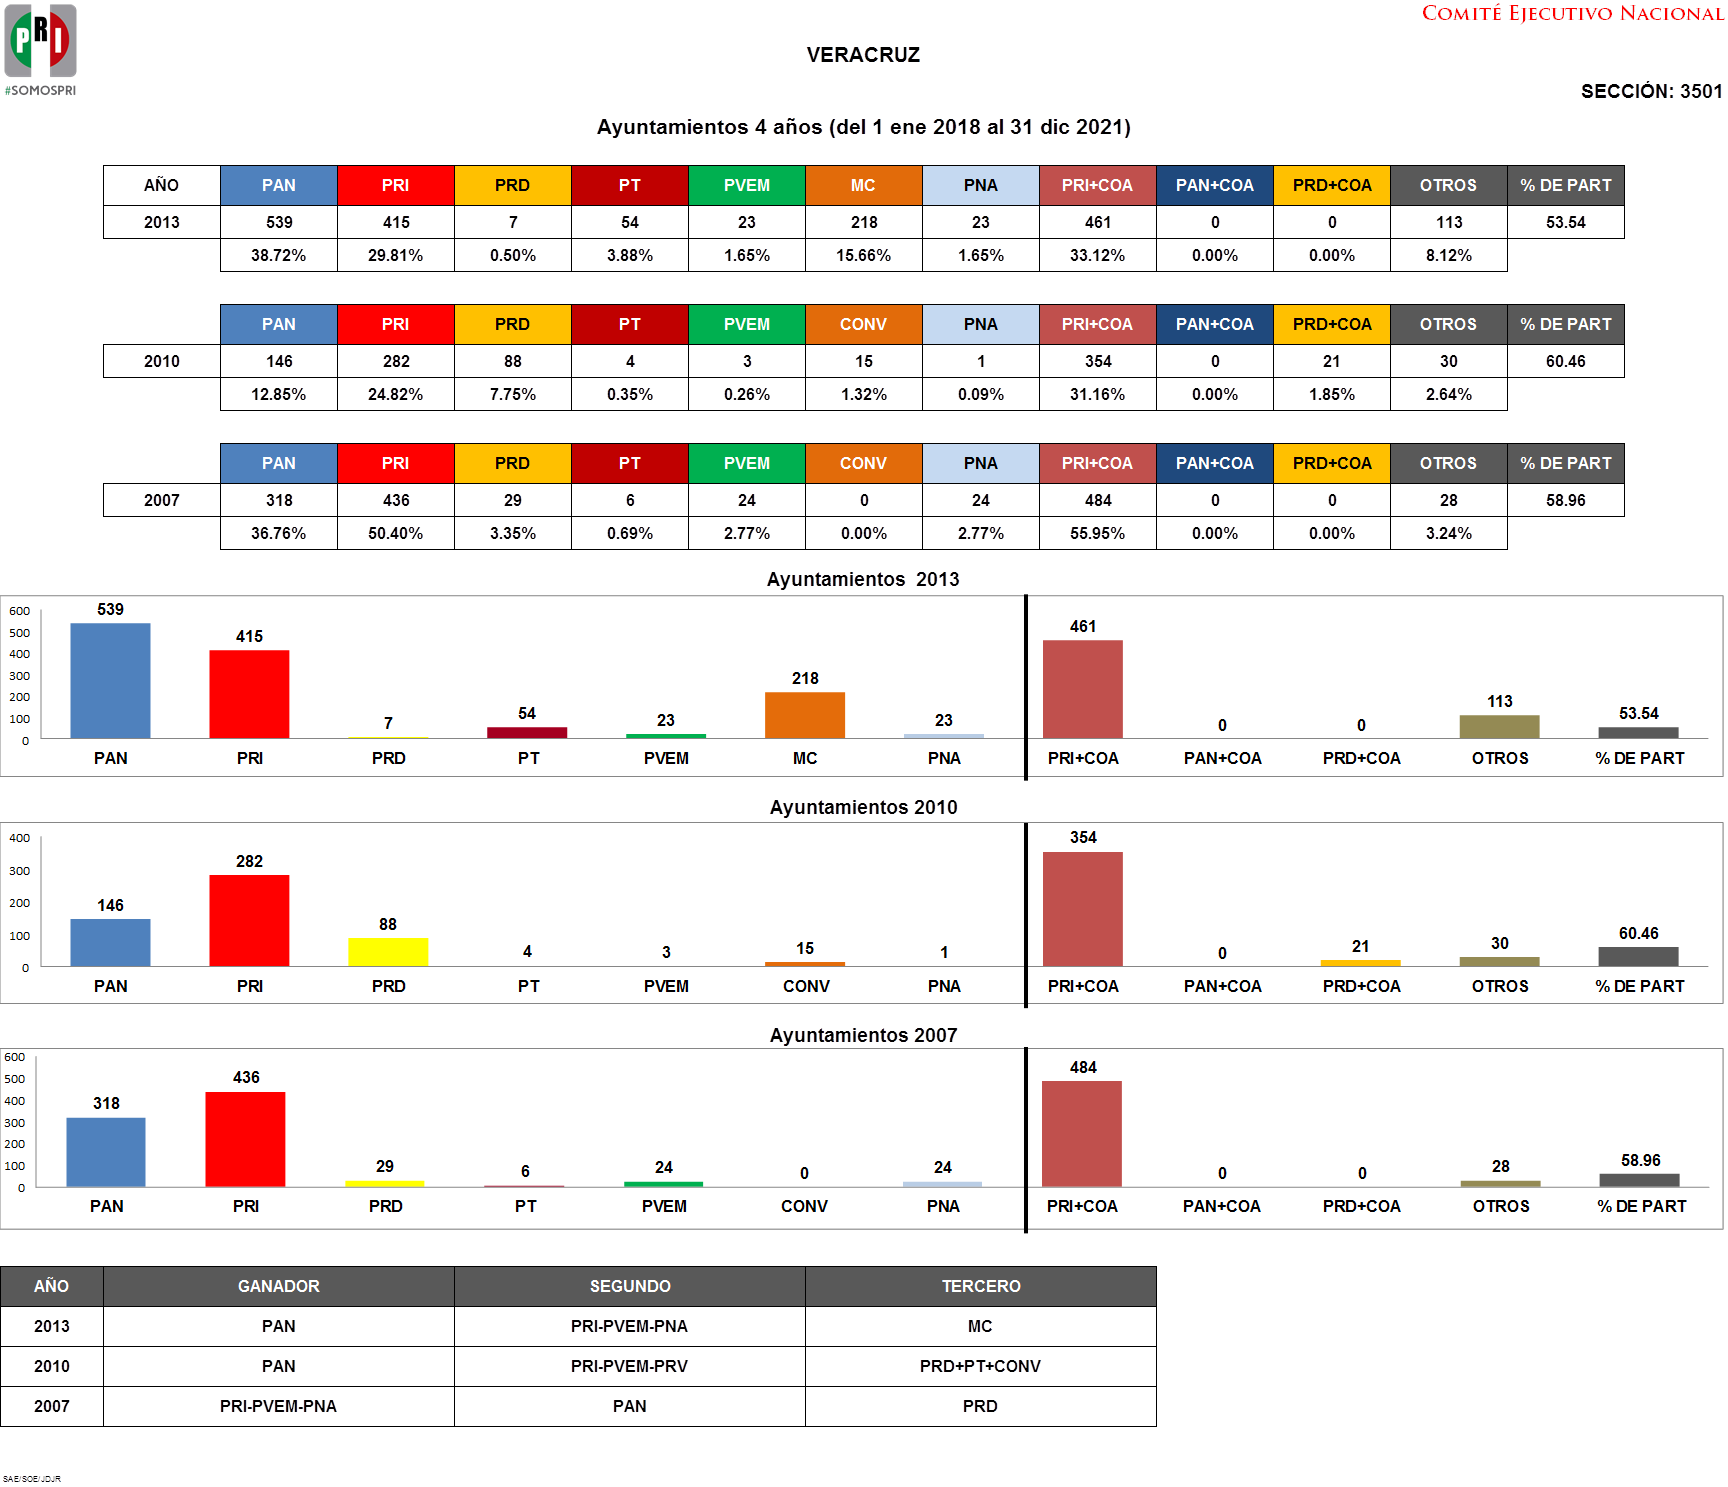 PRI
#SOMOSPRI
COMITÉ EJECUTIVO NACIONAL
VERACRUZ
SECCIÓN: 3501
Ayuntamientos 4 años (del 1 ene 2018 al 31 dic 2021)
AÑO PAN PRI PRD PT PVEM MC PNA PRI+COA PAN+COA PRD+COA OTROS % DE PART
2013 539 415 7 54 23 218 23 461 0 0 113 53.54
38.72% 29.81% 0.50% 3.88% 1.65% 15.66% 1.65% 33.12% 0.00% 0.00% 8.12%
PAN PRI PRD PT PVEM CONV PNA PRI+COA PAN+COA PRD+COA OTROS % DE PART
2010 146 282 88 4 3 15 1 354 0 21 30 60.46
12.85% 24.82% 7.75% 0.35% 0.26% 1.32% 0.09% 31.16% 0.00% 1.85% 2.64%
PAN PRI PRD PT PVEM CONV PNA PRI+COA PAN+COA PRD+COA OTROS % DE PART
2007 318 436 29 6 24 0 24 484 0 0 28 58.96
36.76% 50.40% 3.35% 0.69% 2.77% 0.00% 2.77% 55.95% 0.00% 0.00% 3.24%
Ayuntamientos 2013
600
500
400
300
200
100
0
539 415 7 54 23 218 23 461 0 0 113 53.54
PAN PRI PRD PT PVEM MC PNA PRI+COA PAN+COA PRD+COA OTROS % DE PART
Ayuntamientos 2010
400
300
200
100
0
146 282 88 4 3 15 1 354 0 21 30 60.46
PAN PRI PRD PT PVEM CONV PNA PRI+COA PAN+COA PRD+COA OTROS % DE PART
Ayuntamientos 2007
600
500
400
300
200
100
0
318 436 29 6 24 0 24 484 0 0 28 58.96
PAN PRI PRD PT PVEM CONV PNA PRI+COA PAN+COA PRD+COA OTROS % DE PART
AÑO GANADOR SEGUNDO TERCERO
2013 PAN PRI-PVEM-PNA MC
2010 PAN PRI-PVEM-PRV PRD+PT+CONV
2007 PRI-PVEM-PNA PAN PRD
SAE/SOE/JDJR